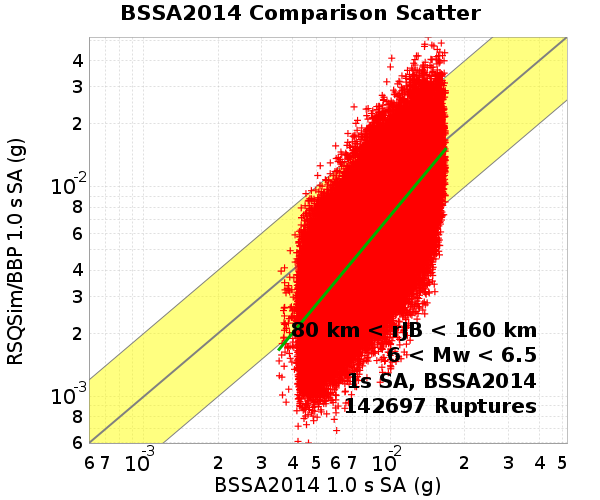 BSSA2014 Comparison Scatter
RSQSim/BBP 1.0 s SA (g)
4
3
2
10-2
8
6
4
3
2
10-3
8
6
80 km < rJB < 160 km
6 < Mw < 6.5
1s SA, BSSA2014
142697 Ruptures
6 7 10-3 2 3 4 5 6 7 10-2 2 3 4 5
BSSA2014 1.0 s SA (g)